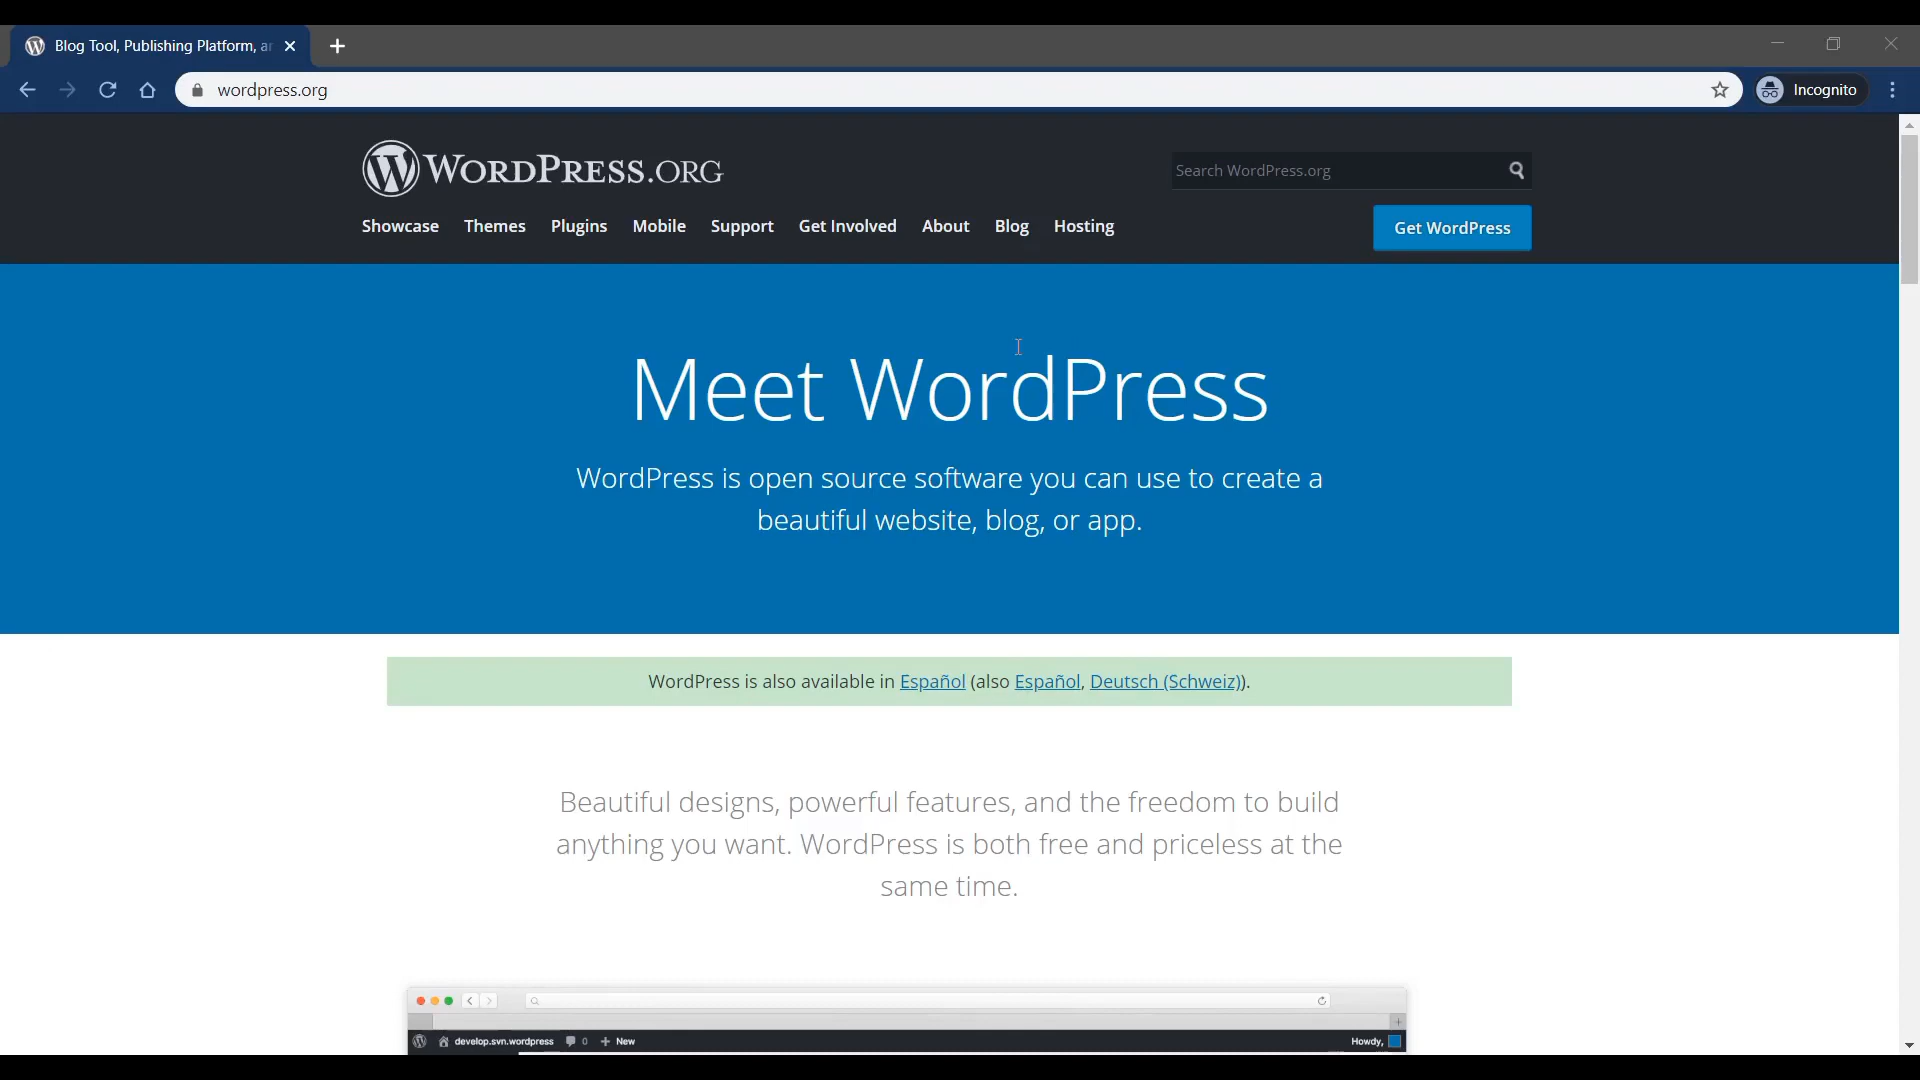 Blog Tool, Publishing Platform, an
wordpress.org
Incognito
WORDPRESS.ORG
Search WordPress.org
Showcase Themes Plugins Mobile Support Get Involved About Blog Hosting
Get WordPress
Meet WordPress
WordPress is open source software you can use to create a
beautiful website, blog, or app.
WordPress is also available in Español (also Español, Deutsch (Schweiz)).
Beautiful designs, powerful features, and the freedom to build
anything you want. WordPress is both free and priceless at the
same time.
develop.svn.wordpress 0 New Howdy,